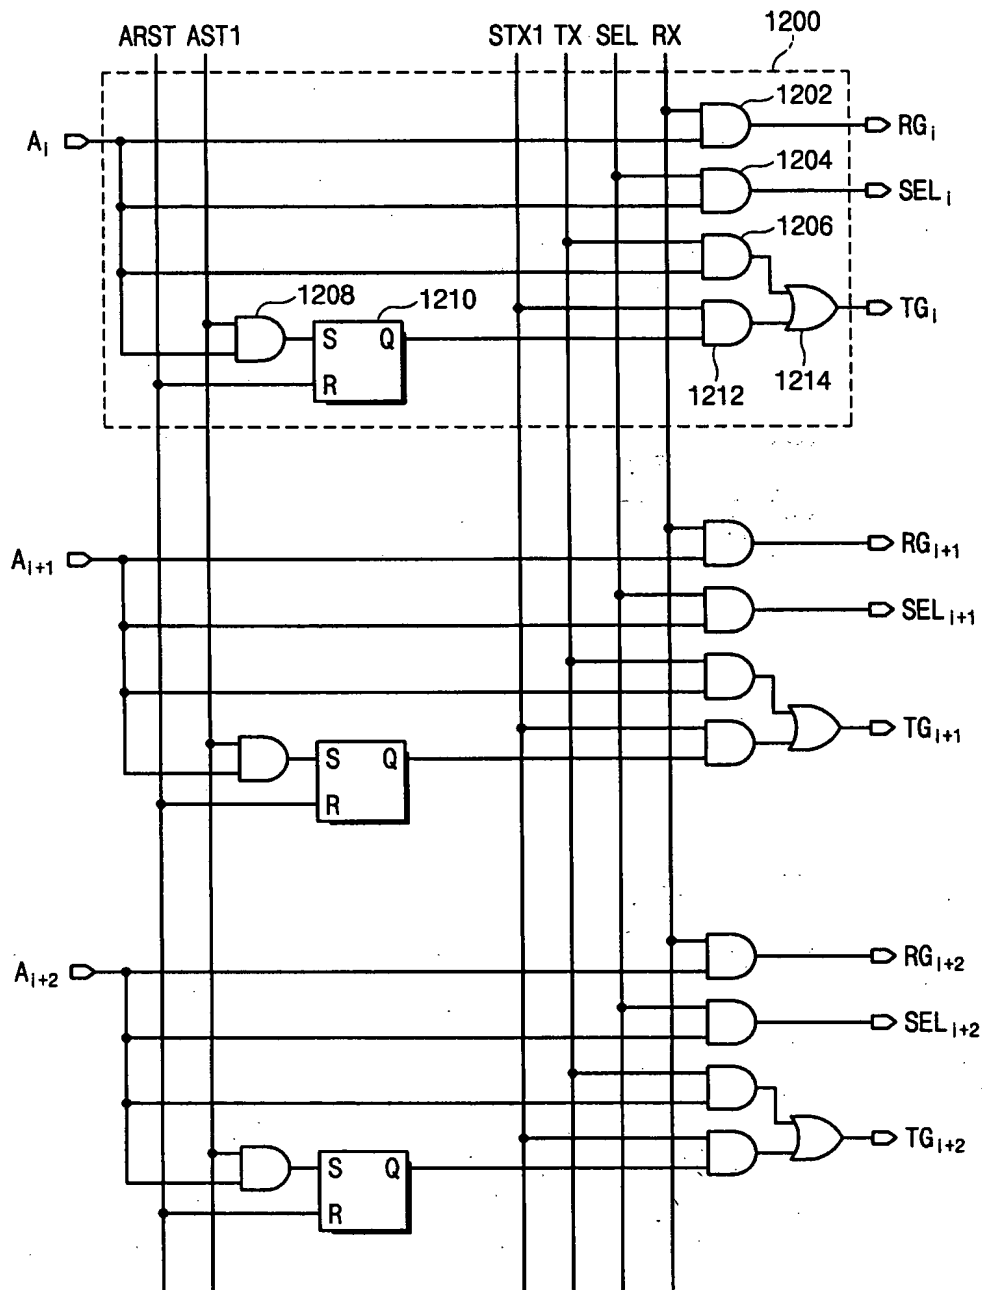 1200
ARST AST1 STX1 TX SEL RX
1202
Ai RGi
1204
SELi
1206
1208 1210
S Q TGi
R 1212 1214
Ai+1 RGi+1
SELi+1
S Q TGi+1
R
Ai+2 RGi+2
SELi+2
S Q TGi+2
R